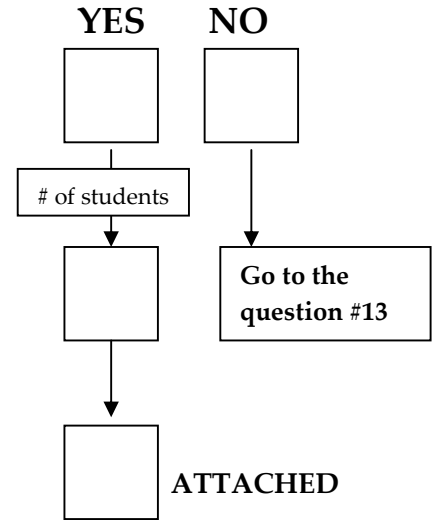 YES NO
# of students
Go to the
question #13
ATTACHED